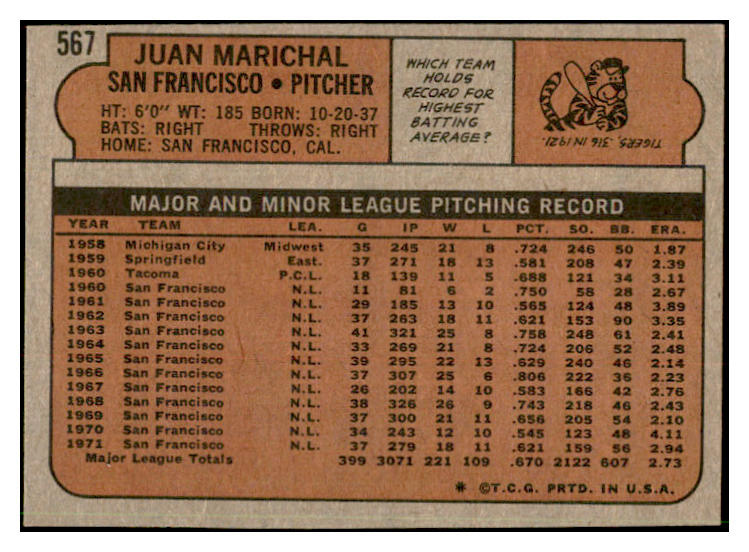 567
JUAN MARICHAL
SAN FRANCISCO • PITCHER
HT: 6'0" WT: 185 BORN: 10-20-37
BATS: RIGHT THROWS: RIGHT
HOME: SAN FRANCISCO, CAL.
WHICH TEAM
HOLDS
RECORD FOR
HIGHEST
BATTING
AVERAGE?
TIGERS, .316 IN 1921.
MAJOR AND MINOR LEAGUE PITCHING RECORD
YEAR TEAM LEA. G IP W L PCT. SO. BB. ERA.
1958 Michigan City Midwest 35 245 21 8 .724 246 50 1.87
1959 Springfield East. 37 271 18 13 .581 208 47 2.39
1960 Tacoma P.C.L. 18 139 11 5 .688 121 34 3.11
1960 San Francisco N.L. 11 81 6 2 .750 58 28 2.67
1961 San Francisco N.L. 29 185 13 10 .565 124 48 3.89
1962 San Francisco N.L. 37 263 18 11 .621 153 90 3.35
1963 San Francisco N.L. 41 321 25 8 .758 248 61 2.41
1964 San Francisco N.L. 33 269 21 8 .724 206 52 2.48
1965 San Francisco N.L. 39 295 22 13 .629 240 46 2.14
1966 San Francisco N.L. 37 307 25 6 .806 222 36 2.23
1967 San Francisco N.L. 26 202 14 10 .583 166 42 2.76
1968 San Francisco N.L. 38 326 26 9 .743 218 46 2.43
1969 San Francisco N.L. 37 300 21 11 .656 205 54 2.10
1970 San Francisco N.L. 34 243 12 10 .545 123 48 4.11
1971 San Francisco N.L. 37 279 18 11 .621 159 56 2.94
Major League Totals 399 3071 221 109 .670 2122 607 2.73
* ©T.C.G. PRTD. IN U.S.A.